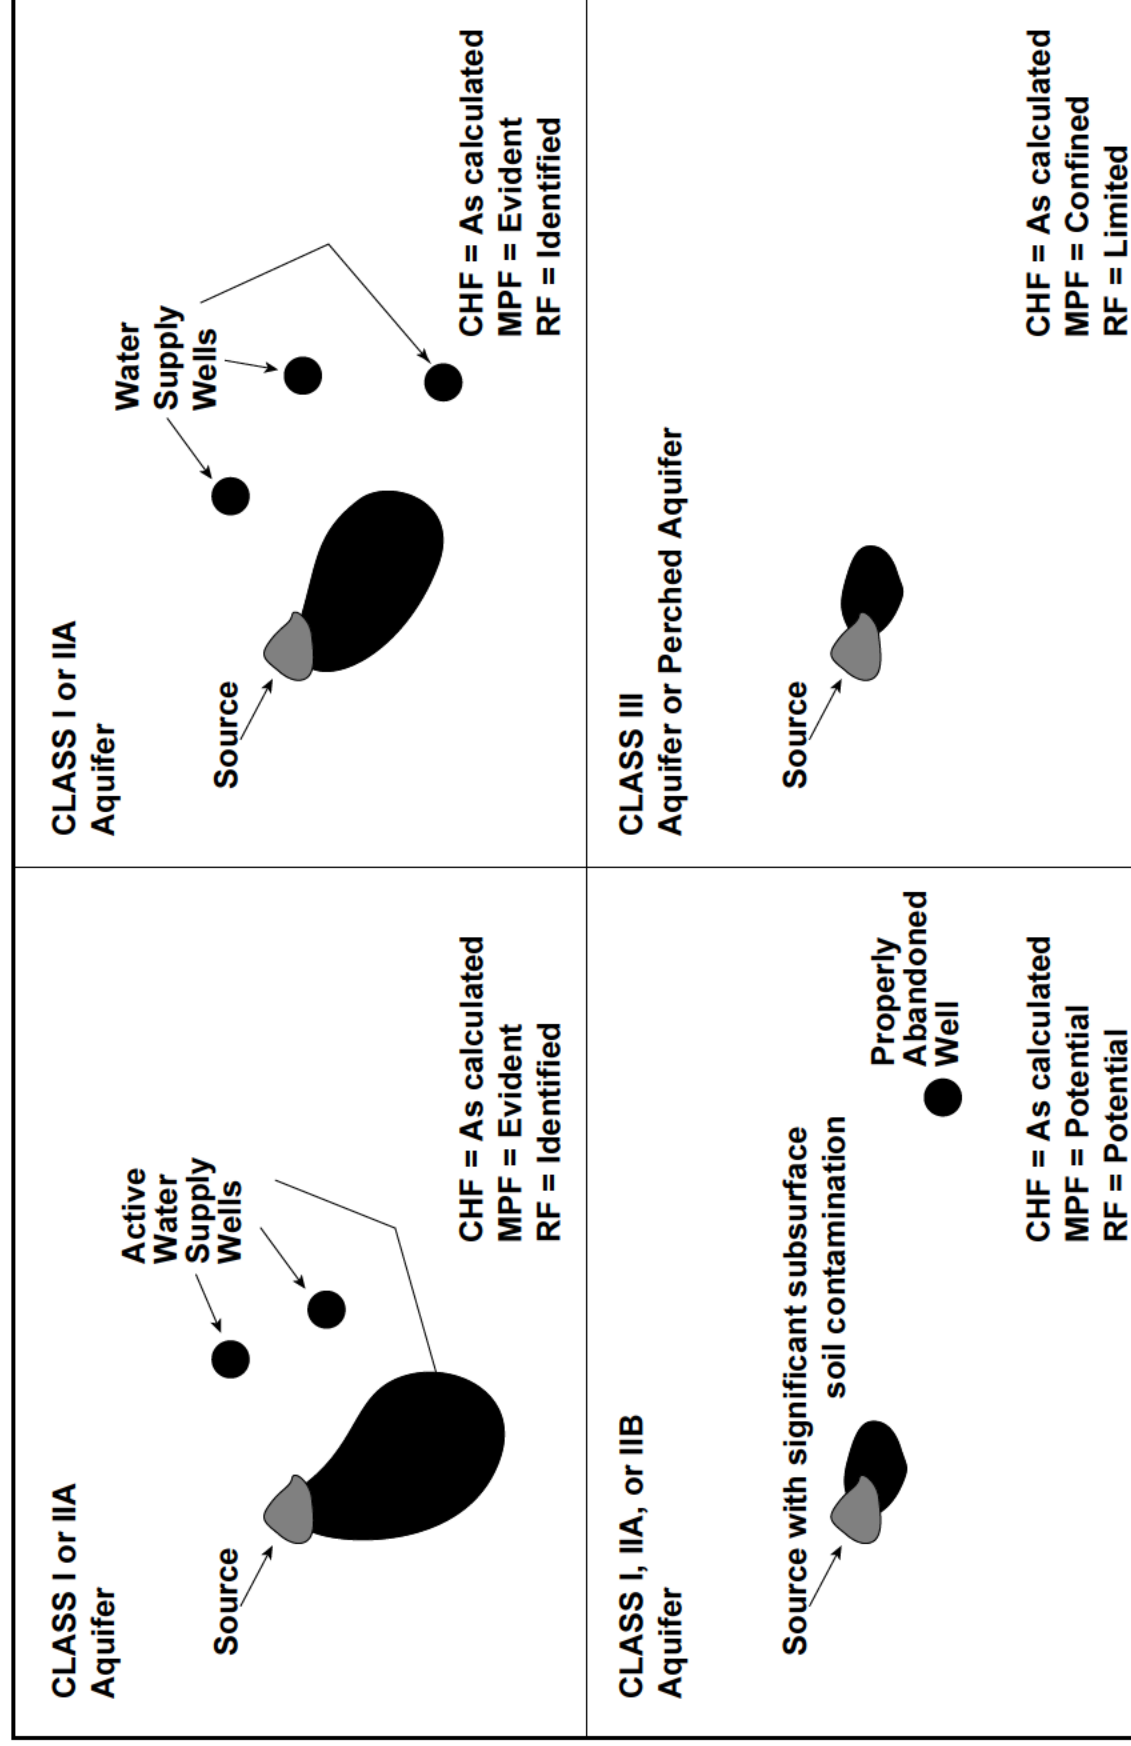 CLASS I or IIA
Aquifer
Source
Active
Water
Supply
Wells
CHF = As calculated
MPF = Evident
RF = Identified
CLASS I or IIA
Aquifer
Source
Water
Supply
Wells
CHF = As calculated
MPF = Evident
RF = Identified
CLASS I, IIA, or IIB
Aquifer
Source with significant subsurface
soil contamination
Properly
Abandoned
Well
CHF = As calculated
MPF = Potential
RF = Potential
CLASS III
Aquifer or Perched Aquifer
Source
CHF = As calculated
MPF = Confined
RF = Limited